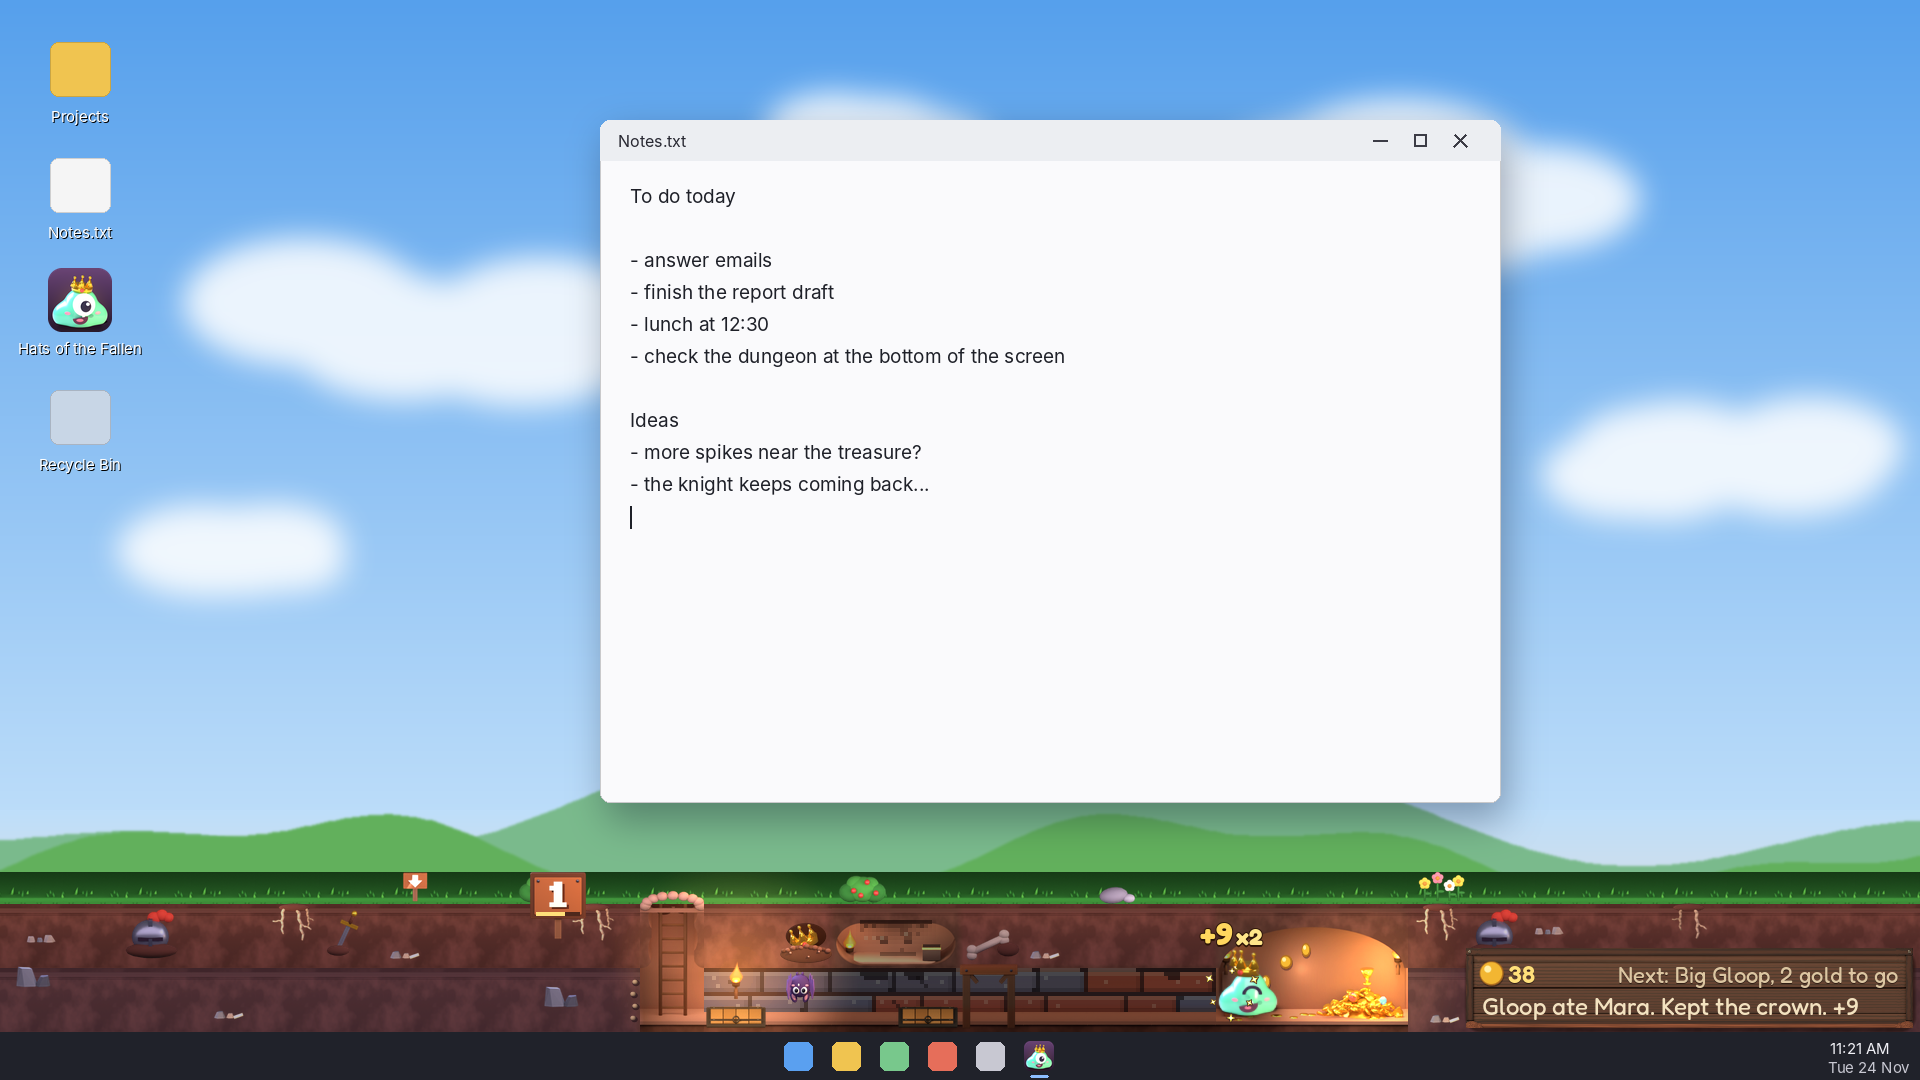 Projects
Notes.txt
Hats of the Fallen
Recycle Bin
Notes.txt
To do today
- answer emails
- finish the report draft
- lunch at 12:30
- check the dungeon at the bottom of the screen
Ideas
- more spikes near the treasure?
- the knight keeps coming back...
1
+9 x2
38
Next: Big Gloop, 2 gold to go
Gloop ate Mara. Kept the crown. +9
11:21 AM
Tue 24 Nov